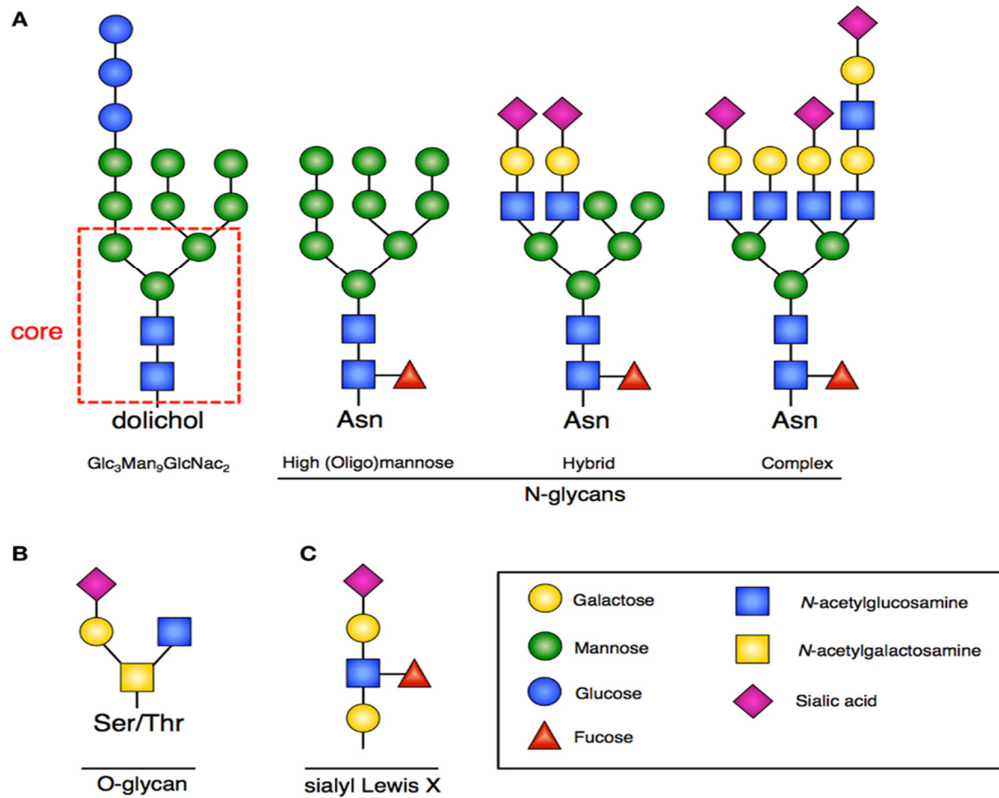 A
core
dolichol
Asn
Asn
Asn
Glc₃Man₉GlcNac₂
High (Oligo)mannose
Hybrid
Complex
N-glycans
B
C
Ser/Thr
O-glycan
sialyl Lewis X
Galactose
Mannose
Glucose
Fucose
N-acetylglucosamine
N-acetylgalactosamine
Sialic acid